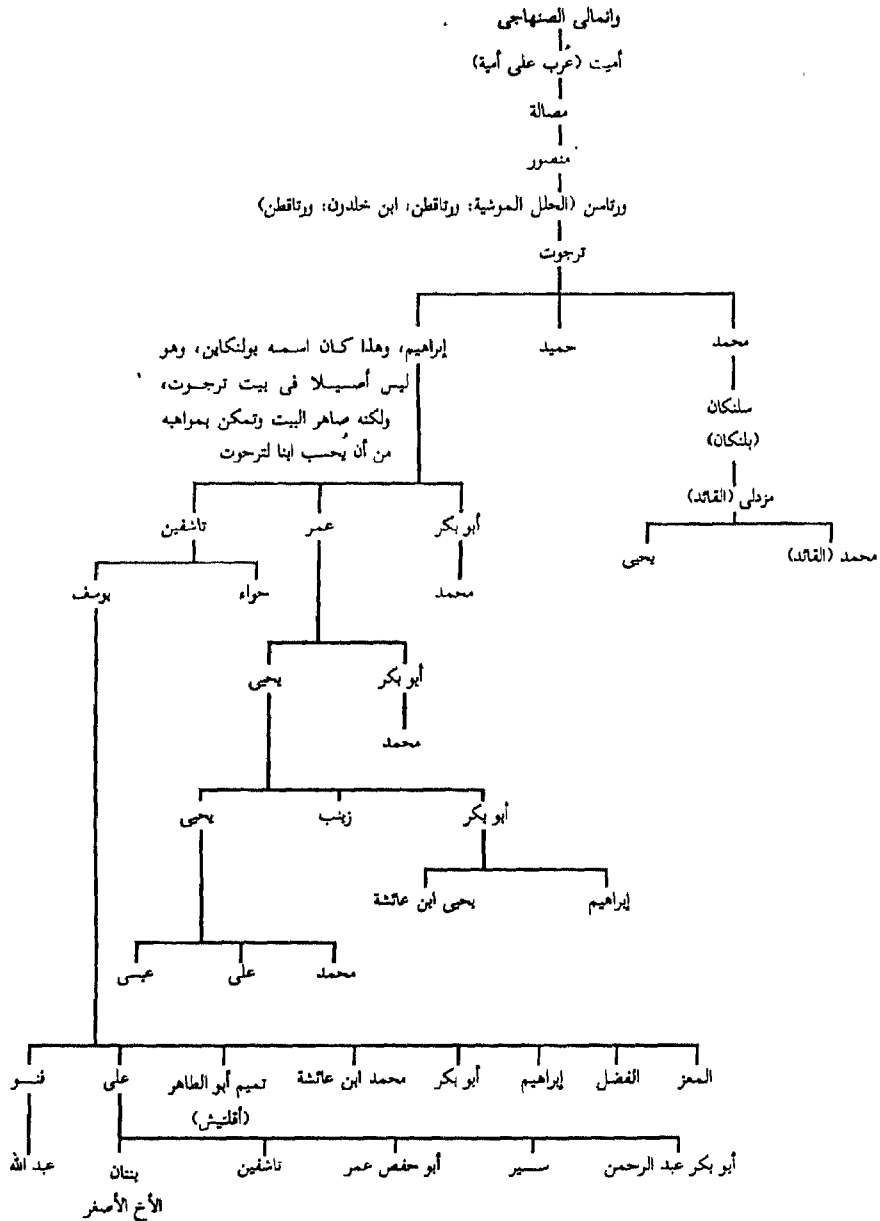 وانمالى الصنهاجى
أميت (عُرب على أمية)
مصالة
منصور
ورتاسن (الحلل الموشية: ورتاقطن؛ ابن خلدون: ورتاقطن)
ترجوت
محمد
حميد
إبراهيم، وهذا كان اسمه بولنكاين، وهو
ليس أصيلا فى بيت ترجوت،
ولكنه صاهر البيت وتمكن بمواهبه
من أن يُحسب ابنا لترحوت
سلنكان
(بلنكان)
مزدلى (القائد)
محمد (القائد)
يحيى
أبو بكر
عمر
تاشفين
محمد
حواء
يوسف
أبو بكر
يحيى
محمد
أبو بكر
زينب
يحيى
إبراهيم
يحيى ابن عائشة
محمد
على
عيسى
المعز
الفضل
إبراهيم
أبو بكر
محمد ابن عائشة
تميم أبو الطاهر
(أقليش)
على
فنو
أبو بكر عبد الرحمن
سير
أبو حفص عمر
تاشفين
بنتان
الأخ الأصغر
عبد الله